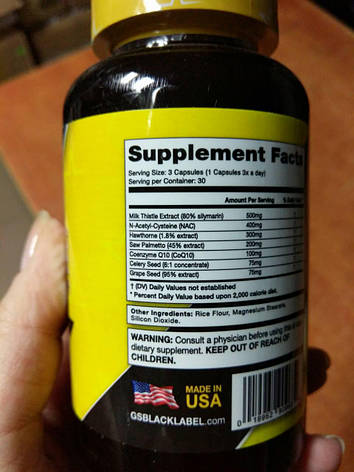 Supplement Facts
Serving Size: 3 Capsules (1 Capsules 3x a day)
Serving per Container: 30
Amount Per Serving
Milk Thistle Extract (80% silymarin) 500mg
N-Acetyl-Cysteine (NAC) 400mg
Hawthorne (1.8% extract) 300mg
Saw Palmetto (45% extract) 200mg
Coenzyme Q10 (CoQ10) 100mg
Celery Seed (6:1 concentrate) 75mg
Grape Seed (95% extract) 75mg
† (DV) Daily Values not established
* Percent Daily Value based upon 2,000 calorie diet.
Other Ingredients: Rice Flour, Magnesium Stearate,
Silicon Dioxide.
WARNING: Consult a physician before using this
dietary supplement. KEEP OUT OF REACH OF
CHILDREN.
MADE IN
USA
GSBLACKLABEL.com